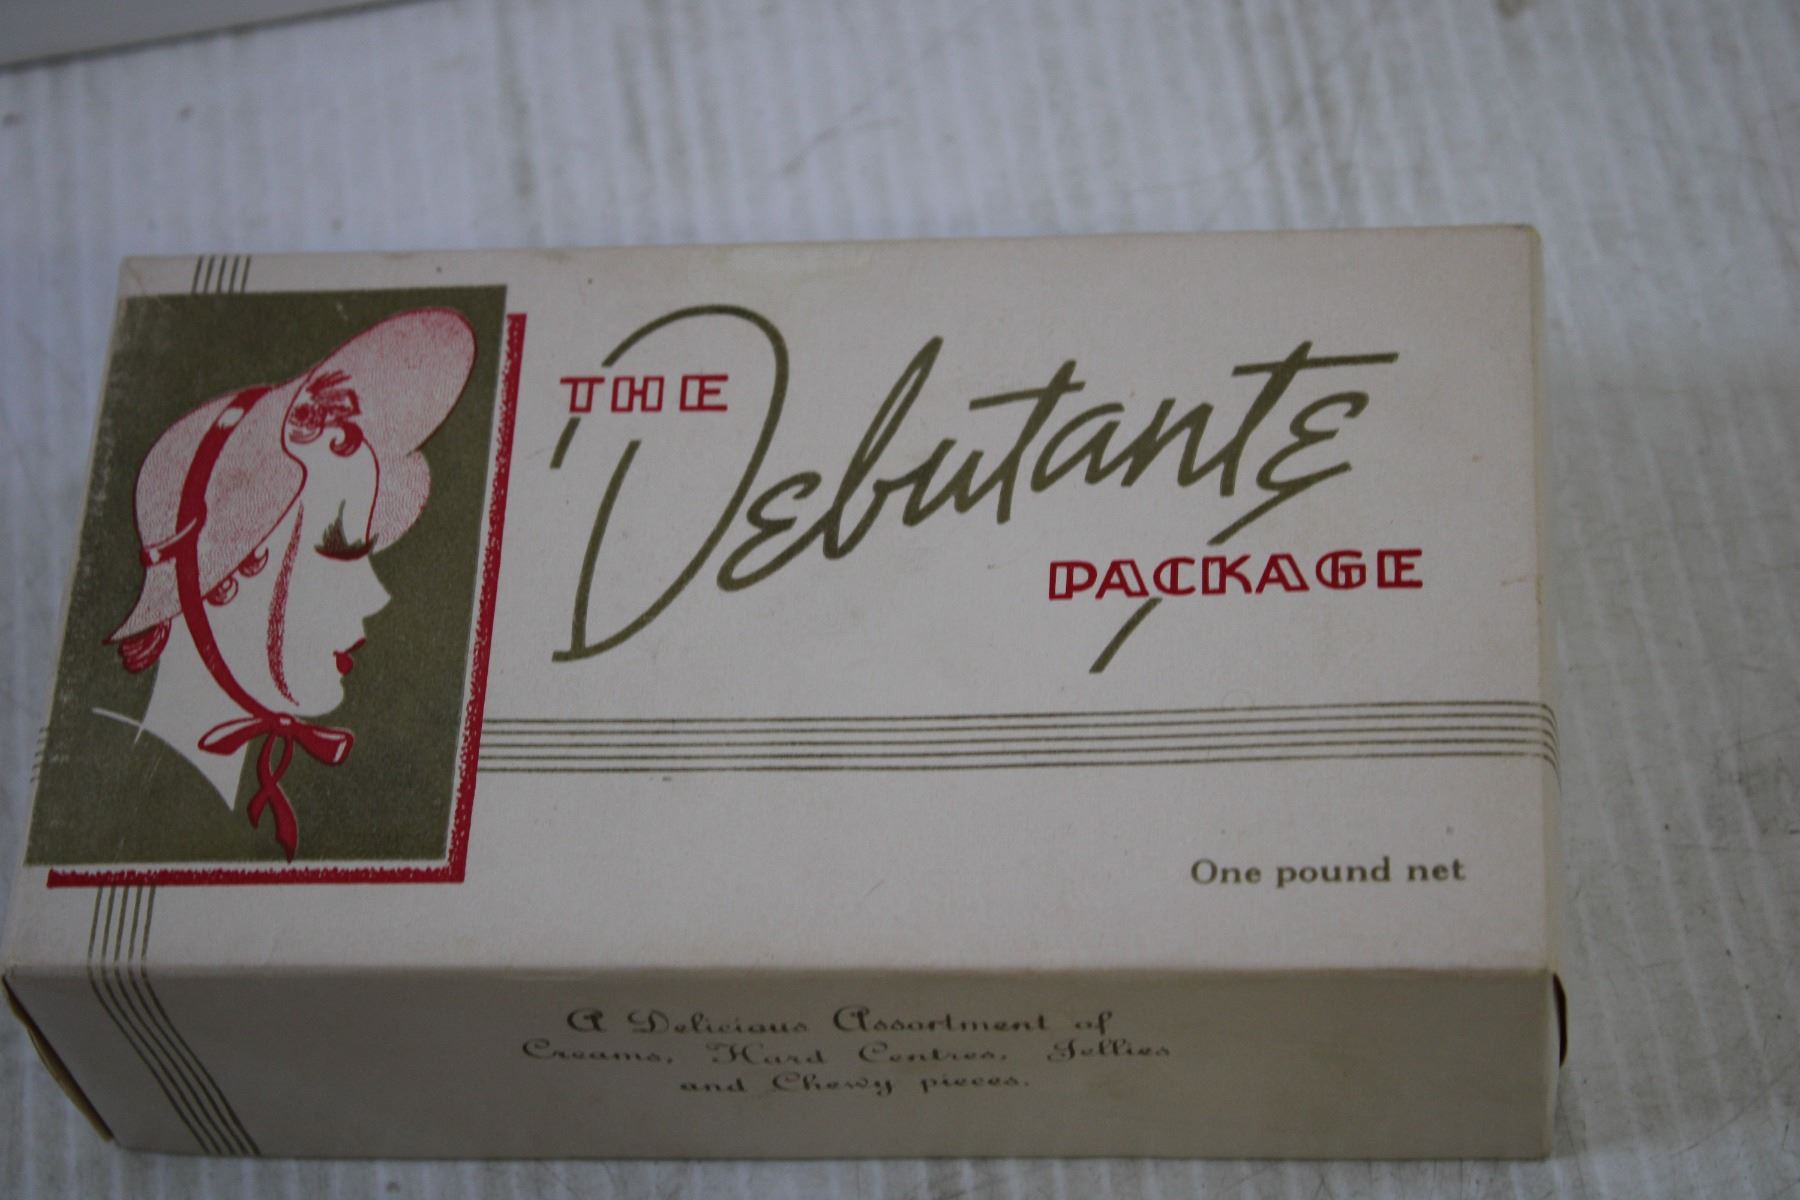 THE
Debutante
PACKAGE
One pound net
A Delicious Assortment of
Creams, Hard Centres, Jellies
and Chewy pieces.